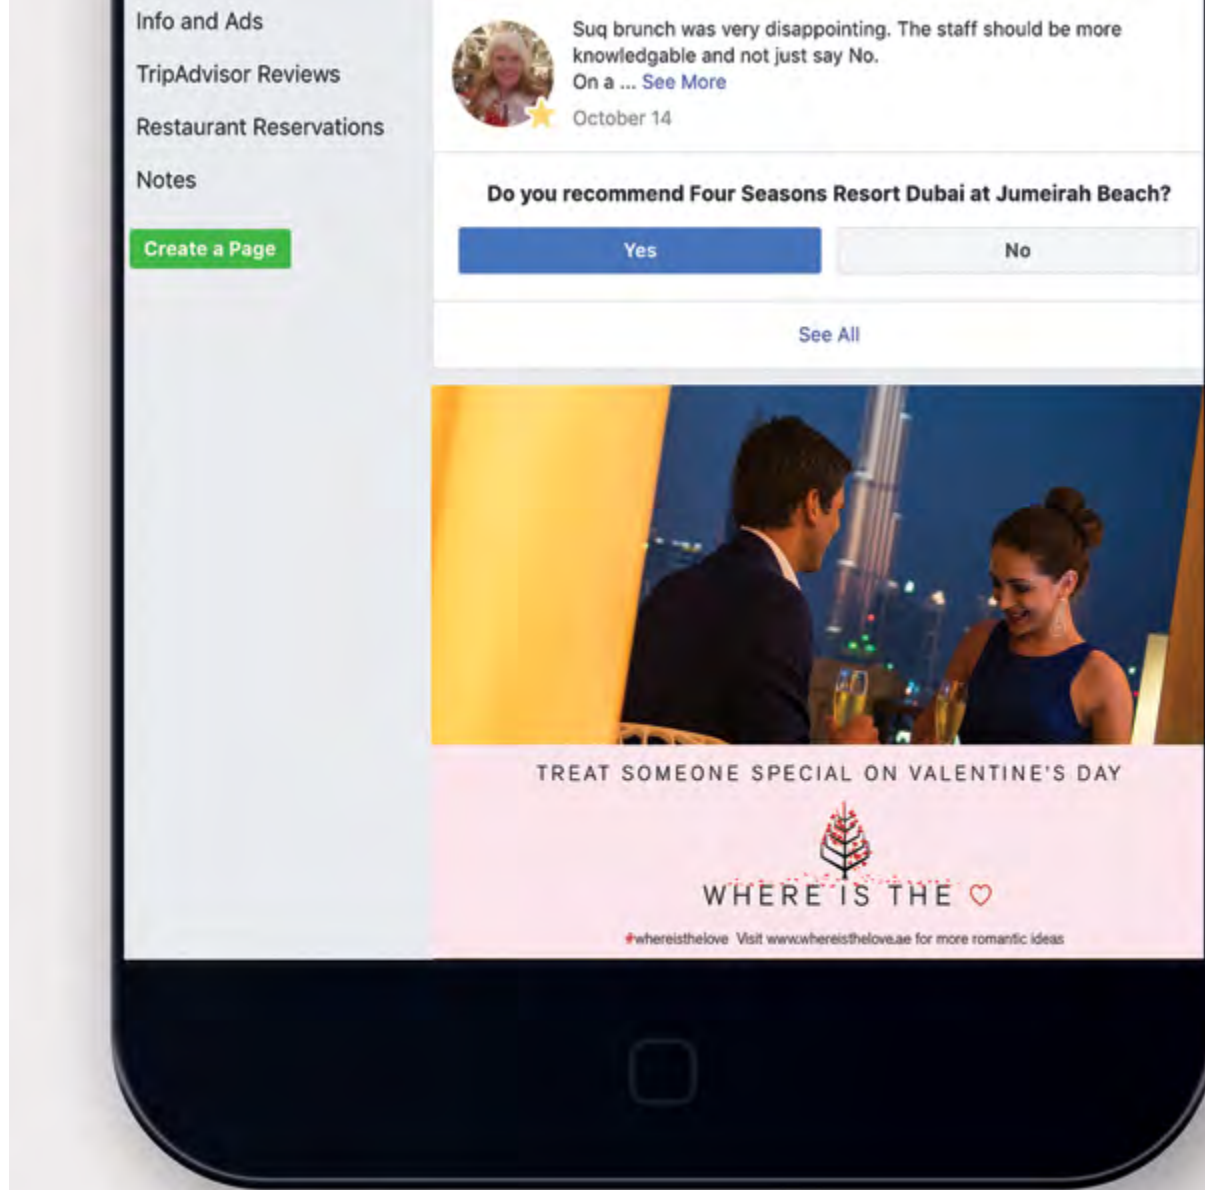 Info and Ads
TripAdvisor Reviews
Restaurant Reservations
Notes
Create a Page
Suq brunch was very disappointing. The staff should be more
knowledgable and not just say No.
On a ... See More
October 14
Do you recommend Four Seasons Resort Dubai at Jumeirah Beach?
Yes
No
See All
TREAT SOMEONE SPECIAL ON VALENTINE'S DAY
WHERE IS THE ♡
#whereisthelove Visit www.whereisthelove.ae for more romantic ideas